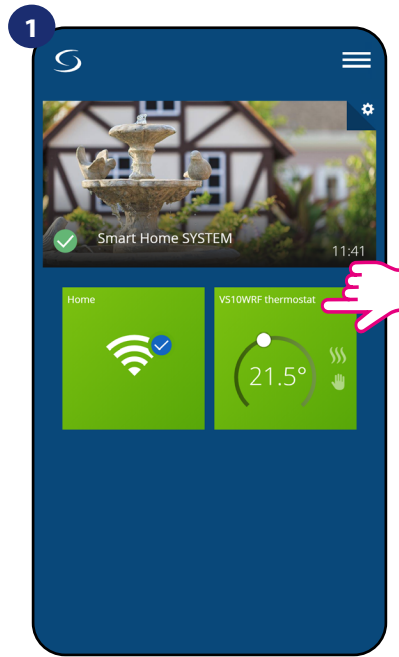 1
Smart Home SYSTEM
11:41
Home
VS10WRF thermostat
21.5°